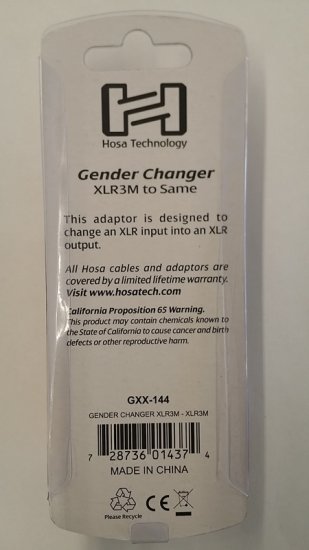 Hosa Technology
Gender Changer
XLR3M to Same
This adaptor is designed to
change an XLR input into an XLR
output.
All Hosa cables and adaptors are
covered by a limited lifetime warranty.
Visit www.hosatech.com
California Proposition 65 Warning.
This product may contain chemicals known to
the State of California to cause cancer and birth
defects or other reproductive harm.
GXX-144
GENDER CHANGER XLR3M - XLR3M
7 28736 01437 4
MADE IN CHINA
CE
Please Recycle